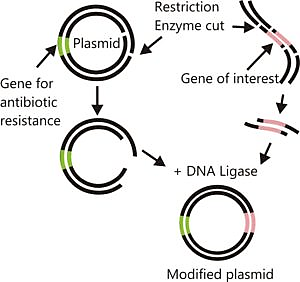 Restriction
Enzyme cut
Plasmid
Gene for
antibiotic
resistance
Gene of interest
+ DNA Ligase
Modified plasmid